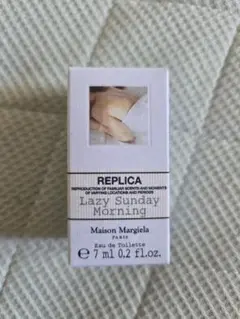 REPLICA
REPRODUCTION OF FAMILIAR SCENTS AND MOMENTS
OF VARYING LOCATIONS AND PERIODS
Lazy Sunday
Morning
Maison Margiela
PARIS
Eau de Toilette
℮ 7 ml 0.2 fl.oz.